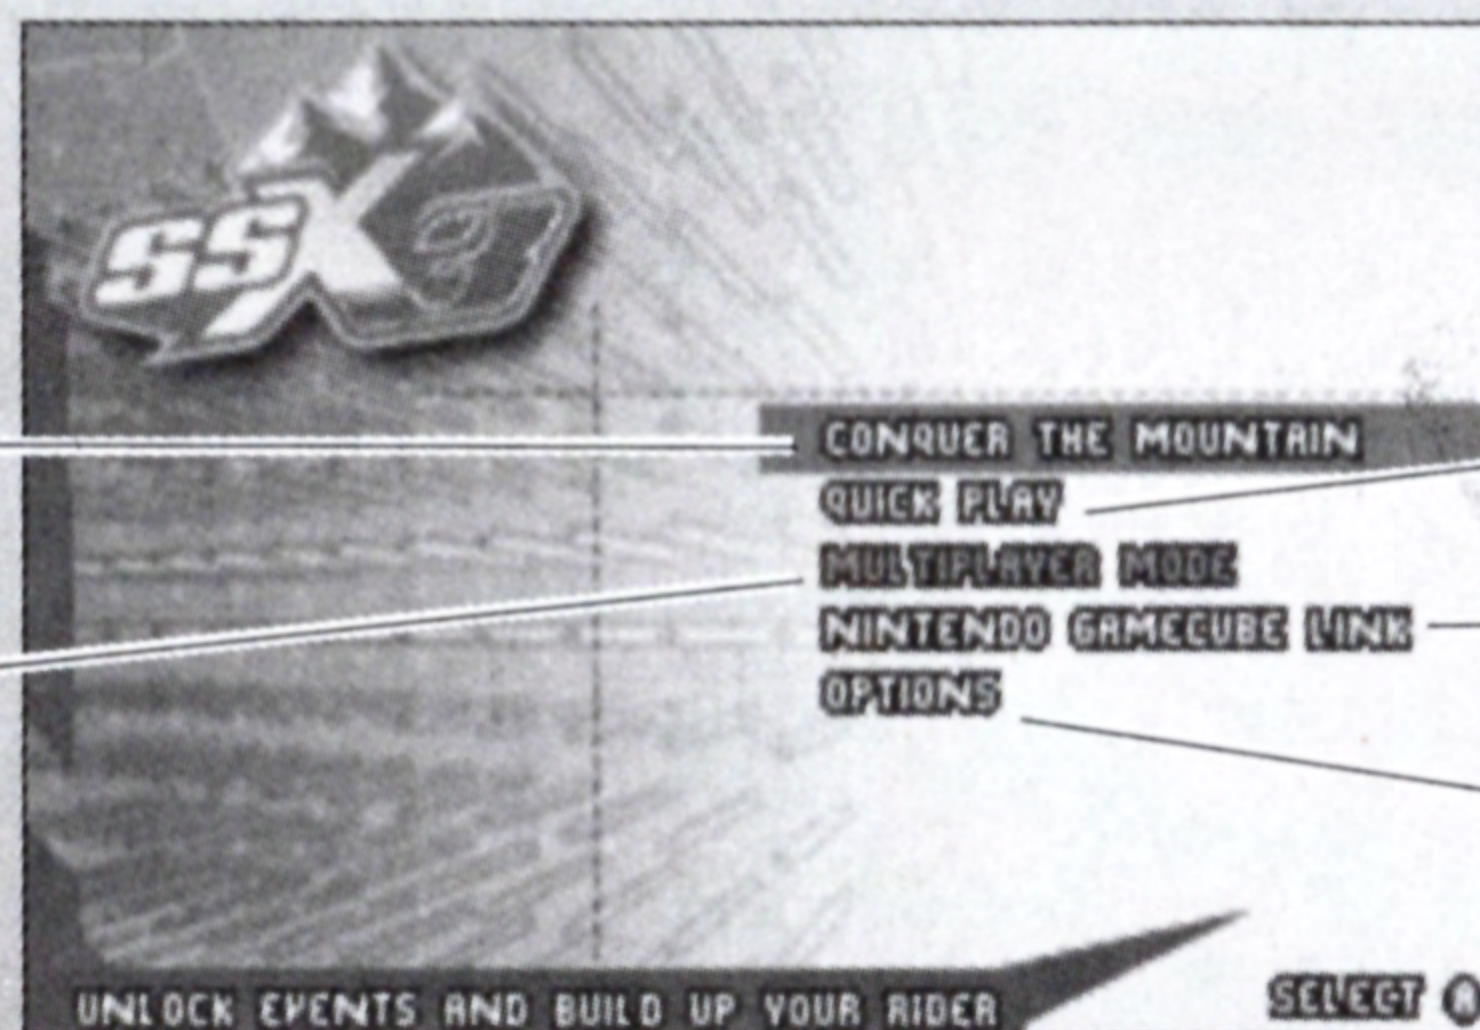 SSX
CONQUER THE MOUNTAIN
QUICK PLAY
MULTIPLAYER MODE
NINTENDO GAMECUBE LINK
OPTIONS
UNLOCK EVENTS AND BUILD UP YOUR RIDER
SELECT A